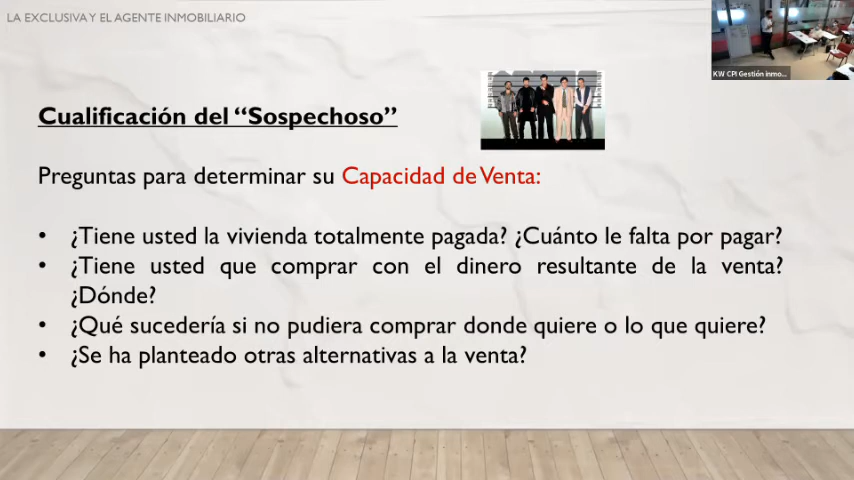 LA EXCLUSIVA Y EL AGENTE INMOBILIARIO
KW CPI Gestión inmo...
Cualificación del “Sospechoso”
Preguntas para determinar su Capacidad de Venta:
• ¿Tiene usted la vivienda totalmente pagada? ¿Cuánto le falta por pagar?
• ¿Tiene usted que comprar con el dinero resultante de la venta?
¿Dónde?
• ¿Qué sucedería si no pudiera comprar donde quiere o lo que quiere?
• ¿Se ha planteado otras alternativas a la venta?